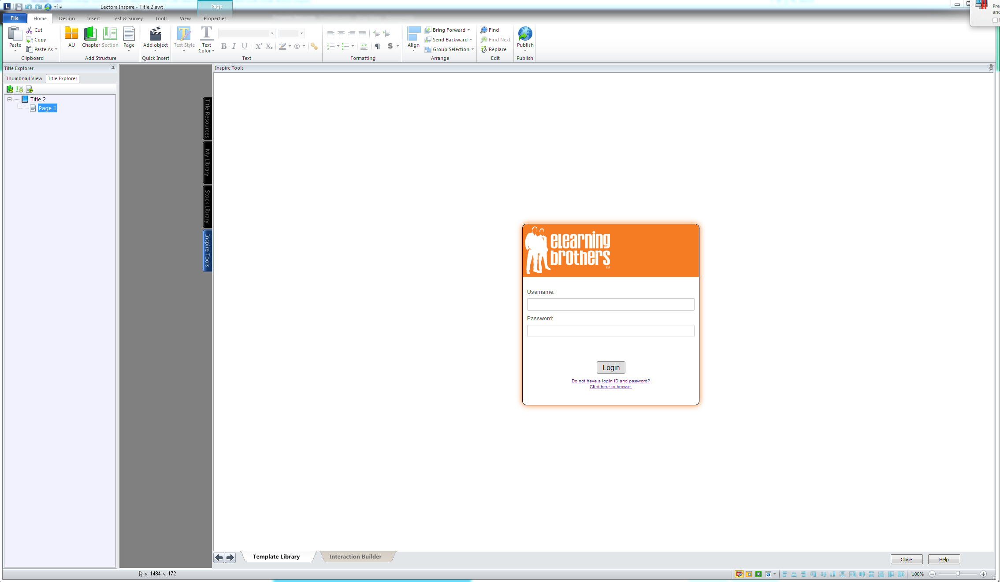 Lectora Inspire - Title 2.awt
Page
Pre
and
File
Home
Design
Insert
Test & Survey
Tools
View
Properties
Paste
Cut
Copy
Paste As
Clipboard
AU
Chapter
Section
Page
Add Structure
Add object
Quick Insert
Text Style
Text Color
B I U X² X₂
Text
Formatting
Align
Bring Forward
Send Backward
Group Selection
Arrange
Find
Find Next
Replace
Edit
Publish
Publish
Title Explorer
Thumbnail View
Title Explorer
Title 2
Page 1
Title Resources
My Library
Stock Library
Inspire Tools
Inspire Tools
eLearning
brothers
TM
Username:
Password:
Login
Do not have a login ID and password?
Click here to browse.
Template Library
Interaction Builder
Close
Help
x: 1484 y: 172
100%